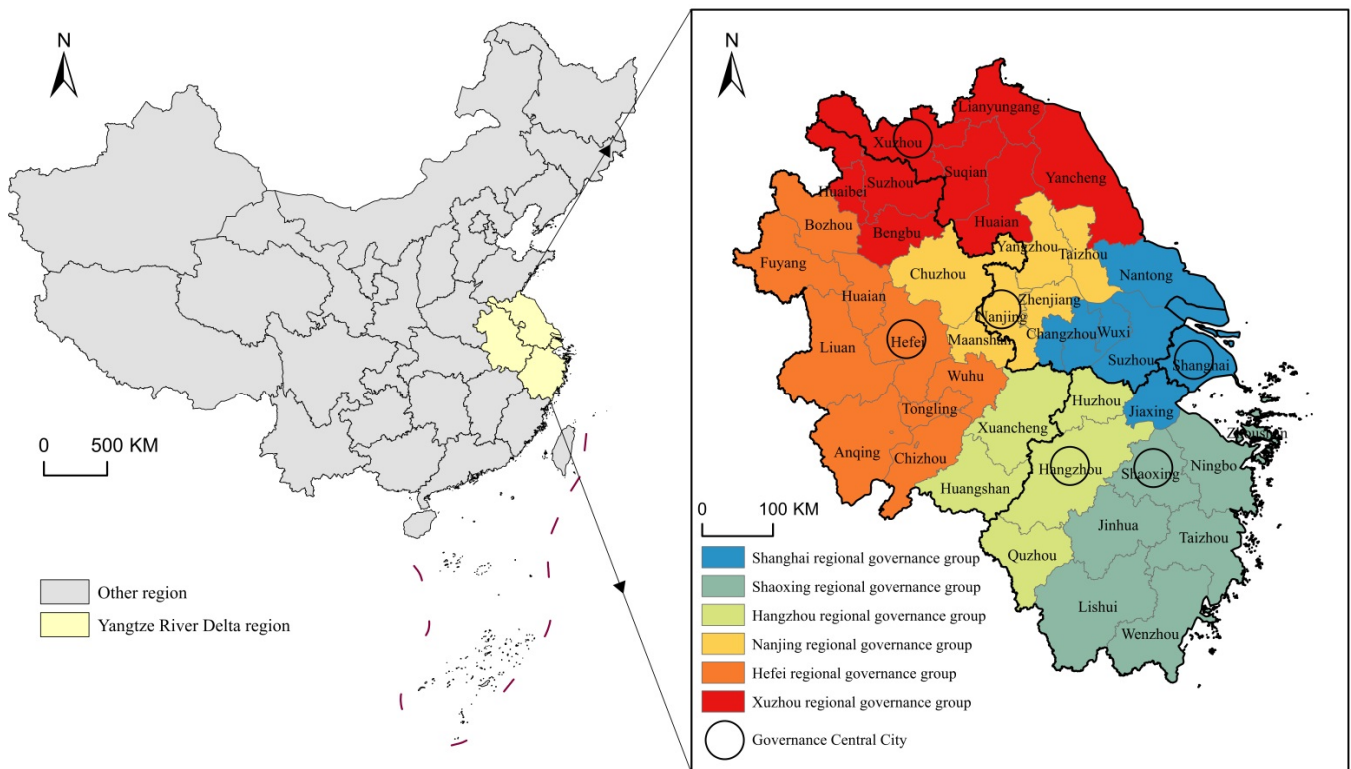 N
0 500 KM
Other region
Yangtze River Delta region
N
Lianyungang
Xuzhou
Suqian
Yancheng
Suzhou
Huaibei
Huaian
Bengbu
Bozhou
Fuyang
Chuzhou
Yangzhou
Taizhou
Nantong
Huaian
Zhenjiang
Nanjing
Hefei
Liuan
Maanshan
Changzhou
Wuxi
Suzhou
Shanghai
Wuhu
Huzhou
Jiaxing
Tongling
Xuancheng
Anqing
Chizhou
Hangzhou
Shaoxing
Ningbo
Zhoushan
Huangshan
Jinhua
Taizhou
Quzhou
Lishui
Wenzhou
0 100 KM
Shanghai regional governance group
Shaoxing regional governance group
Hangzhou regional governance group
Nanjing regional governance group
Hefei regional governance group
Xuzhou regional governance group
Governance Central City